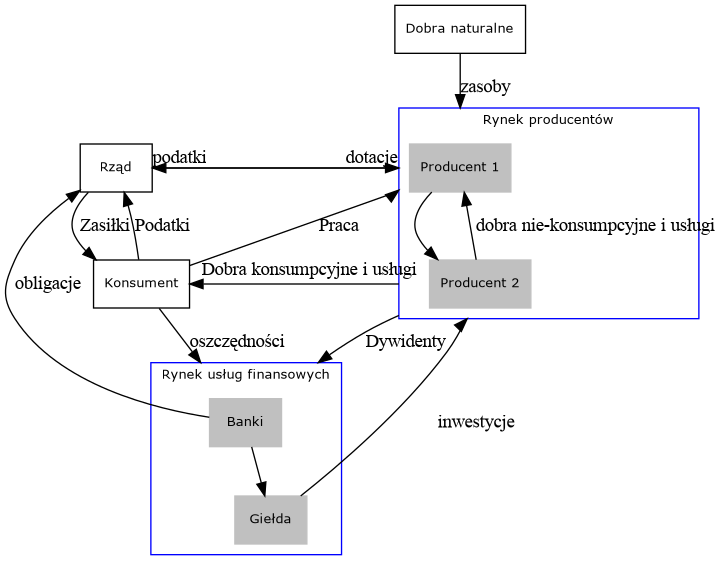 Dobra naturalne
zasoby
Rynek producentów
Rząd
podatki
dotacje
Producent 1
Zasiłki
Podatki
Praca
dobra nie-konsumpcyjne i usługi
Konsument
Dobra konsumpcyjne i usługi
Producent 2
obligacje
oszczędności
Dywidenty
Rynek usług finansowych
Banki
inwestycje
Giełda